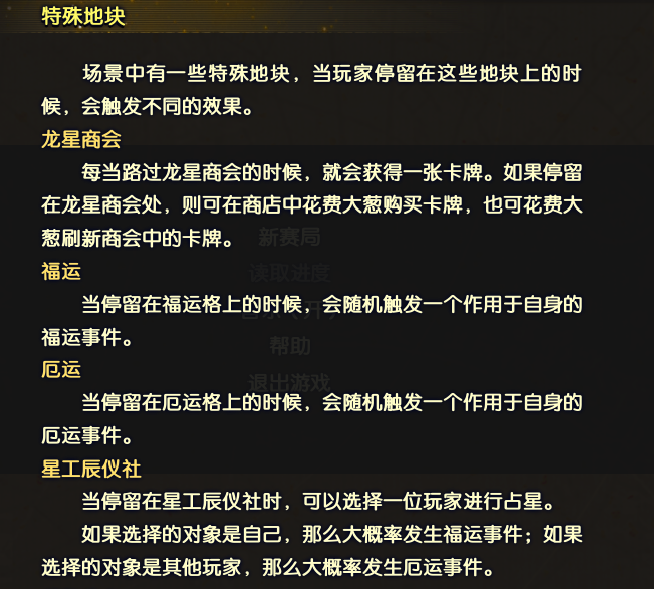 特殊地块
场景中有一些特殊地块，当玩家停留在这些地块上的时
候，会触发不同的效果。
龙星商会
每当路过龙星商会的时候，就会获得一张卡牌。如果停留
在龙星商会处，则可在商店中花费大葱购买卡牌，也可花费大
葱刷新商会中的卡牌。
新赛局
福运
读取进度
当停留在福运格上的时候，会随机触发一个作用于自身的
福运事件。
帮助
厄运
退出游戏
当停留在厄运格上的时候，会随机触发一个作用于自身的
厄运事件。
星工辰仪社
当停留在星工辰仪社时，可以选择一位玩家进行占星。
如果选择的对象是自己，那么大概率发生福运事件；如果
选择的对象是其他玩家，那么大概率发生厄运事件。